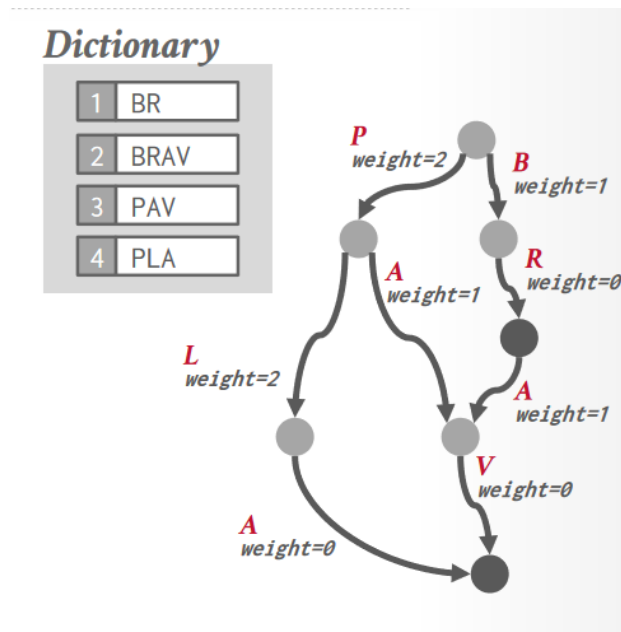 Dictionary
1 BR
2 BRAV
3 PAV
4 PLA
P
weight=2
B
weight=1
R
weight=0
A
weight=1
L
weight=2
A
weight=1
V
weight=0
A
weight=0